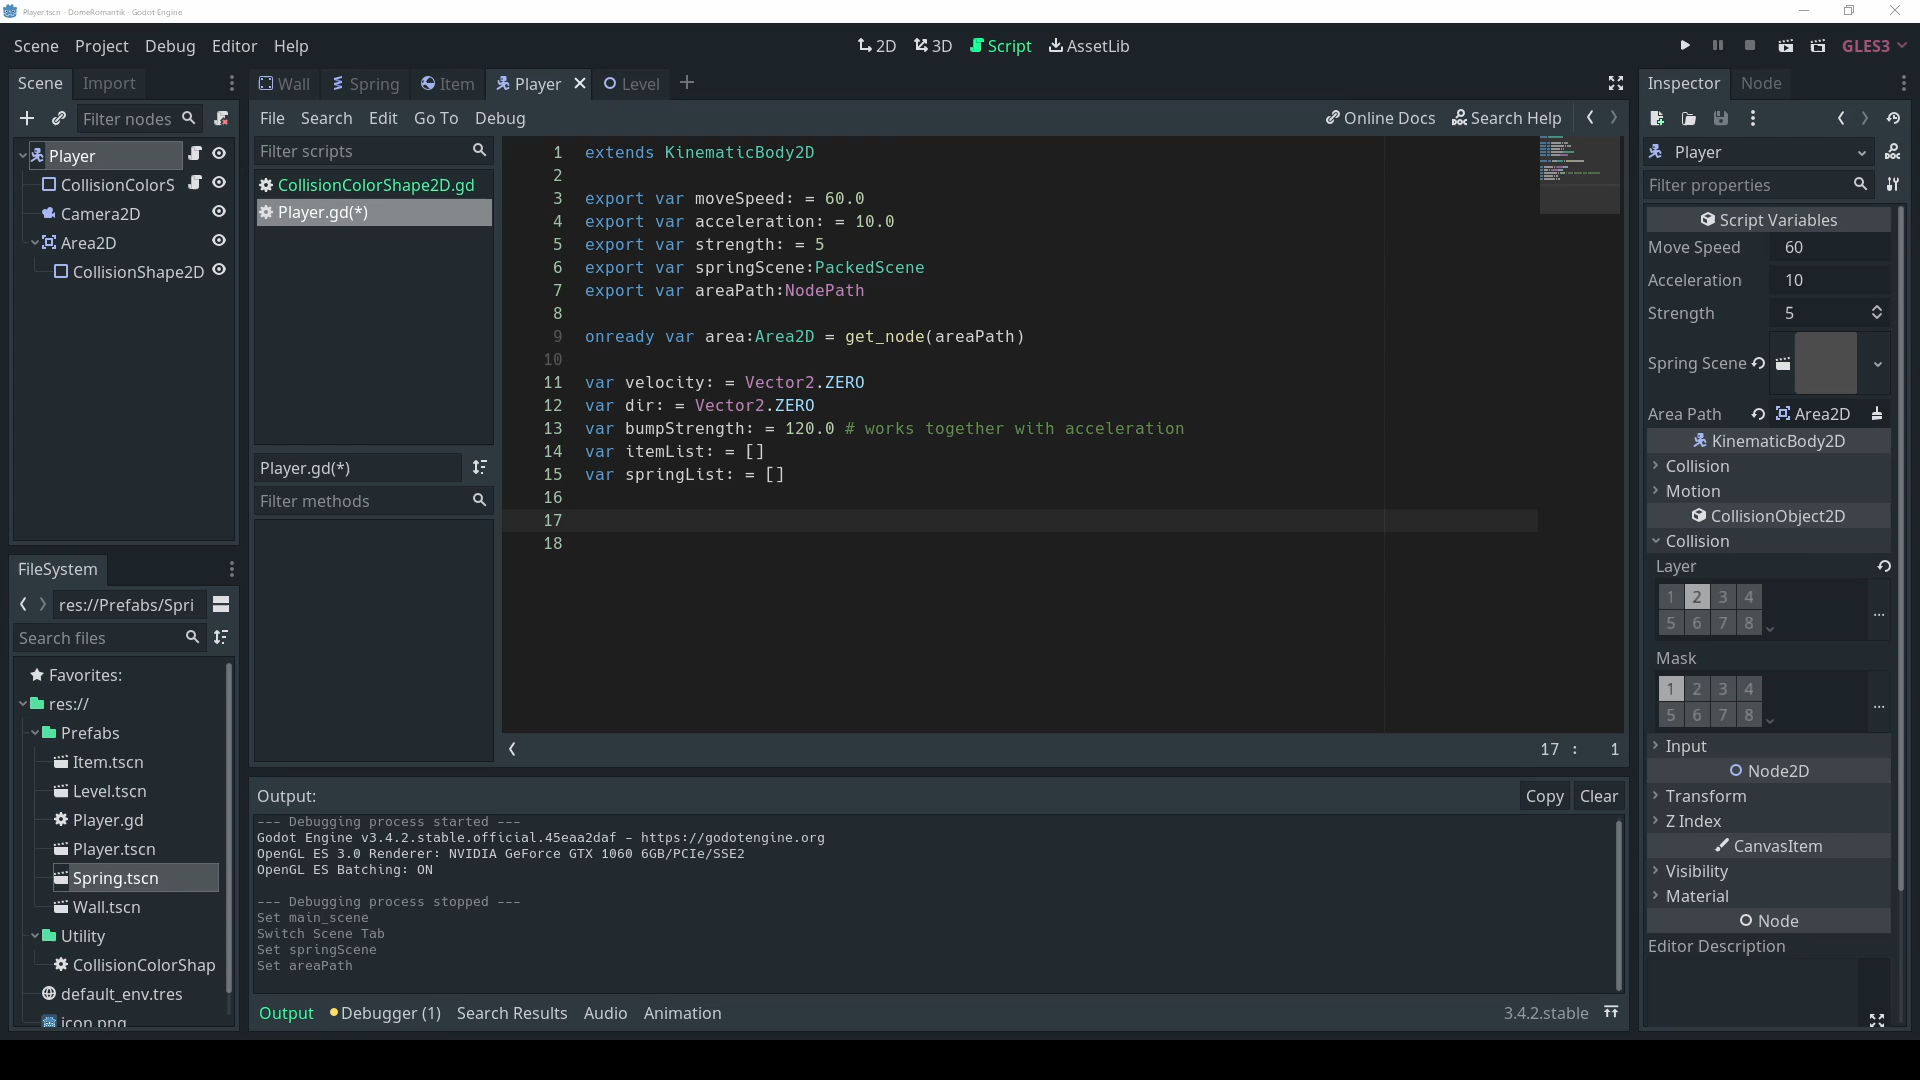 Player.tscn - DomeRomantik - Godot Engine
Scene Project Debug Editor Help
2D 3D Script AssetLib
GLES3
Scene Import
Wall Spring Item Player Level
Inspector Node
Filter nodes
File Search Edit Go To Debug
Online Docs Search Help
Player
CollisionColorS
Camera2D
Area2D
CollisionShape2D
Filter scripts
CollisionColorShape2D.gd
Player.gd(*)
Player.gd(*)
Filter methods
1 extends KinematicBody2D
2
3 export var moveSpeed: = 60.0
4 export var acceleration: = 10.0
5 export var strength: = 5
6 export var springScene:PackedScene
7 export var areaPath:NodePath
8
9 onready var area:Area2D = get_node(areaPath)
10
11 var velocity: = Vector2.ZERO
12 var dir: = Vector2.ZERO
13 var bumpStrength: = 120.0 # works together with acceleration
14 var itemList: = []
15 var springList: = []
16
17
18
17 : 1
FileSystem
res://Prefabs/Spri
Search files
Favorites:
res://
Prefabs
Item.tscn
Level.tscn
Player.gd
Player.tscn
Spring.tscn
Wall.tscn
Utility
CollisionColorShap
default_env.tres
icon.png
Output:
Copy Clear
--- Debugging process started ---
Godot Engine v3.4.2.stable.official.45eaa2daf - https://godotengine.org
OpenGL ES 3.0 Renderer: NVIDIA GeForce GTX 1060 6GB/PCIe/SSE2
OpenGL ES Batching: ON
--- Debugging process stopped ---
Set main_scene
Switch Scene Tab
Set springScene
Set areaPath
Output Debugger (1) Search Results Audio Animation
3.4.2.stable
Player
Filter properties
Script Variables
Move Speed 60
Acceleration 10
Strength 5
Spring Scene
Area Path Area2D
KinematicBody2D
Collision
Motion
CollisionObject2D
Collision
Layer
1 2 3 4
5 6 7 8
...
Mask
1 2 3 4
5 6 7 8
...
Input
Node2D
Transform
Z Index
CanvasItem
Visibility
Material
Node
Editor Description